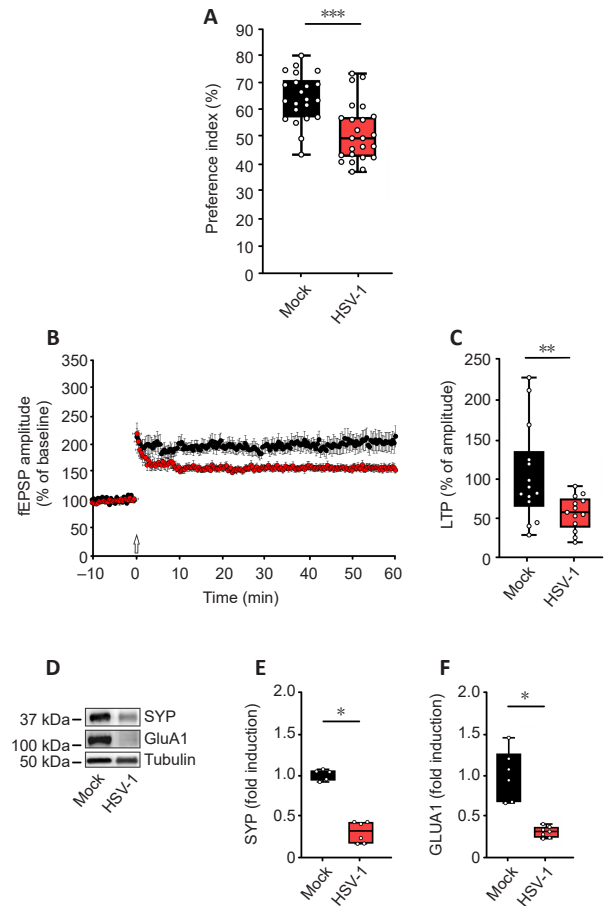 A
***
Preference index (%)
90
80
70
60
50
40
30
20
10
0
Mock
HSV-1
B
fEPSP amplitude
(% of baseline)
350
300
250
200
150
100
50
0
–10
0
10
20
30
40
50
60
Time (min)
C
**
LTP (% of amplitude)
250
200
150
100
50
0
Mock
HSV-1
D
37 kDa
SYP
100 kDa
GluA1
50 kDa
Tubulin
Mock
HSV-1
E
*
SYP (fold induction)
2.0
1.5
1.0
0.5
0
Mock
HSV-1
F
*
GLUA1 (fold induction)
2.0
1.5
1.0
0.5
0
Mock
HSV-1